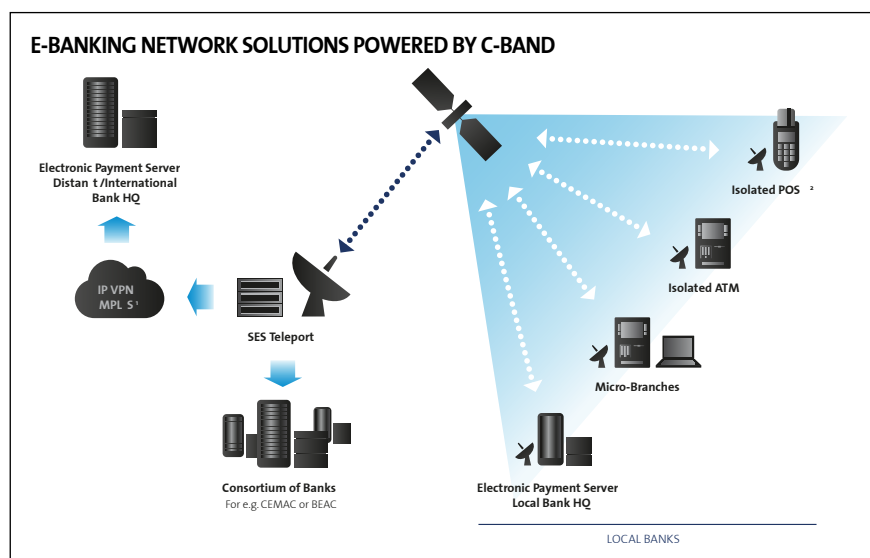 E-BANKING NETWORK SOLUTIONS POWERED BY C-BAND
Electronic Payment Server
Distan t /International
Bank HQ
IP VPN
MPL S¹
SES Teleport
Consortium of Banks
For e.g. CEMAC or BEAC
Isolated POS ²
Isolated ATM
Micro-Branches
Electronic Payment Server
Local Bank HQ
LOCAL BANKS